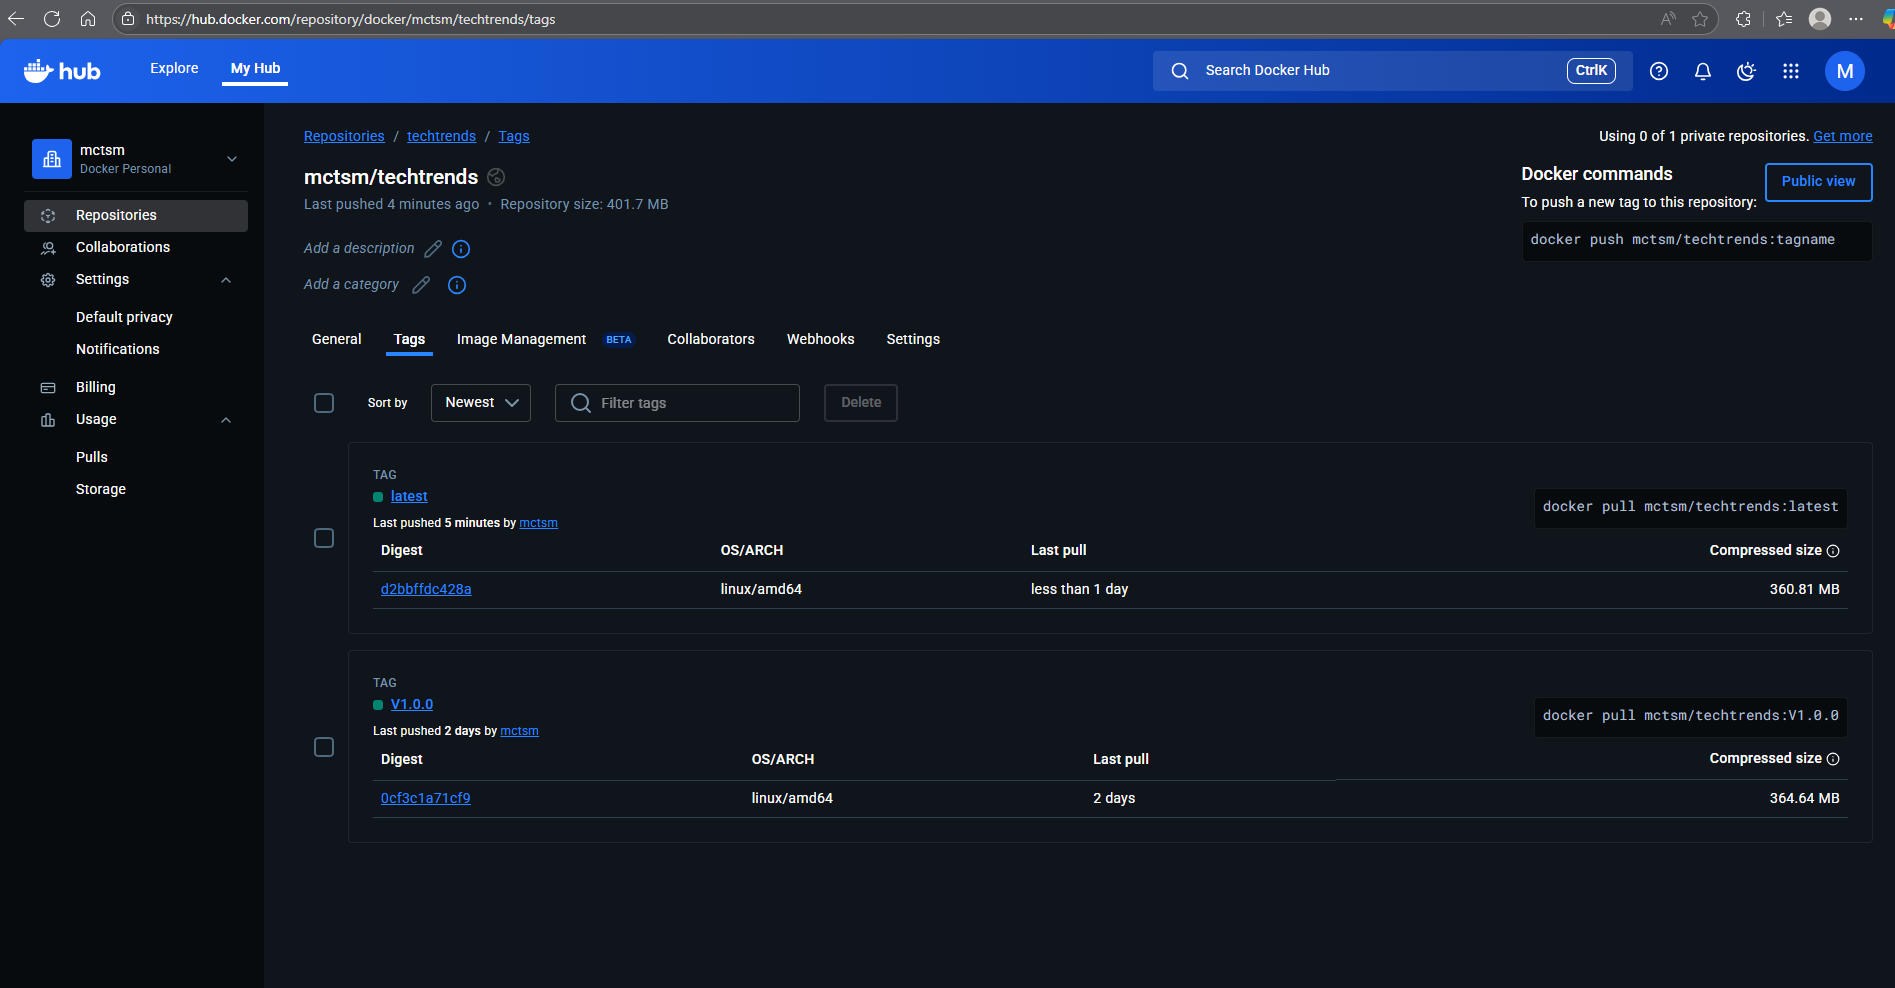 https://hub.docker.com/repository/docker/mctsm/techtrends/tags
hub
Explore
My Hub
Search Docker Hub
CtrlK
M
mctsm
Docker Personal
Repositories
Collaborations
Settings
Default privacy
Notifications
Billing
Usage
Pulls
Storage
Repositories / techtrends / Tags
Using 0 of 1 private repositories. Get more
mctsm/techtrends
Last pushed 4 minutes ago • Repository size: 401.7 MB
Add a description
Add a category
Docker commands
Public view
To push a new tag to this repository:
docker push mctsm/techtrends:tagname
General
Tags
Image Management BETA
Collaborators
Webhooks
Settings
Sort by
Newest
Filter tags
Delete
TAG
latest
docker pull mctsm/techtrends:latest
Last pushed 5 minutes by mctsm
Digest OS/ARCH Last pull Compressed size
d2bbffdc428a linux/amd64 less than 1 day 360.81 MB
TAG
V1.0.0
docker pull mctsm/techtrends:V1.0.0
Last pushed 2 days by mctsm
Digest OS/ARCH Last pull Compressed size
0cf3c1a71cf9 linux/amd64 2 days 364.64 MB